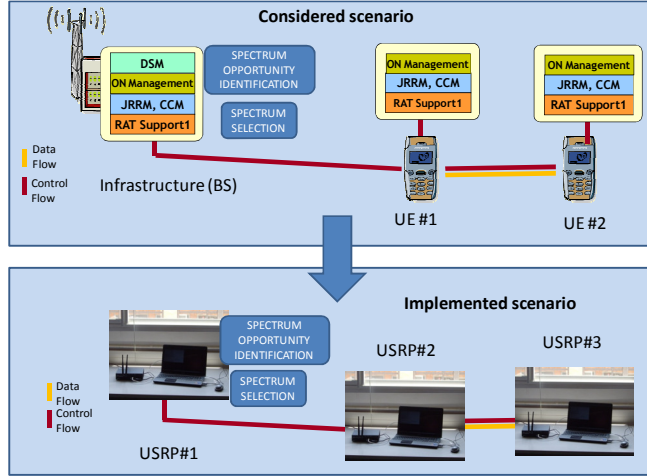 Considered scenario
DSM
ON Management
JRRM, CCM
RAT Support1
SPECTRUM
OPPORTUNITY
IDENTIFICATION
SPECTRUM
SELECTION
ON Management
JRRM, CCM
RAT Support1
ON Management
JRRM, CCM
RAT Support1
Data
Flow
Control
Flow
Infrastructure (BS)
UE #1
UE #2
Implemented scenario
SPECTRUM
OPPORTUNITY
IDENTIFICATION
SPECTRUM
SELECTION
USRP#2
USRP#3
Data
Flow
Control
Flow
USRP#1